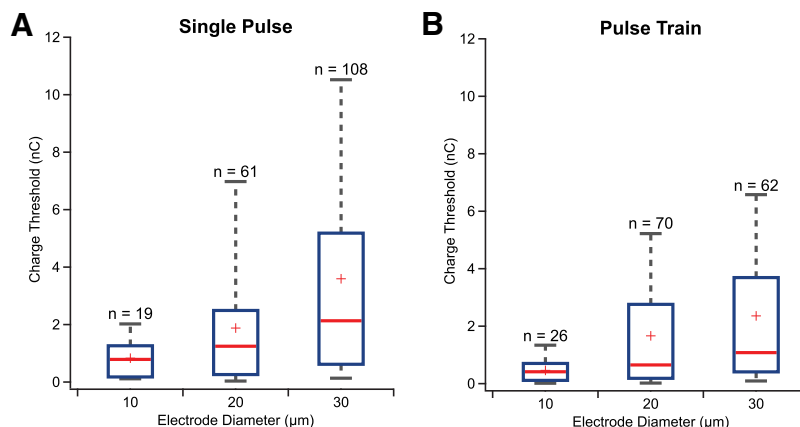 A
Single Pulse
Charge Threshold (nC)
12
10
8
6
4
2
0
n = 19
n = 61
n = 108
10
20
30
Electrode Diameter (µm)
B
Pulse Train
Charge Threshold (nC)
12
10
8
6
4
2
0
n = 26
n = 70
n = 62
10
20
30
Electrode Diameter (µm)